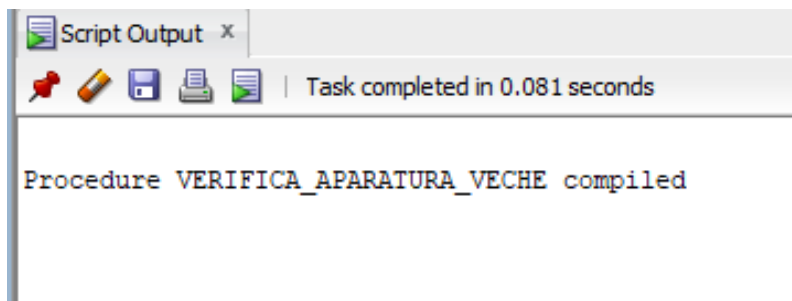 Script Output x
Task completed in 0.081 seconds
Procedure VERIFICA_APARATURA_VECHE compiled